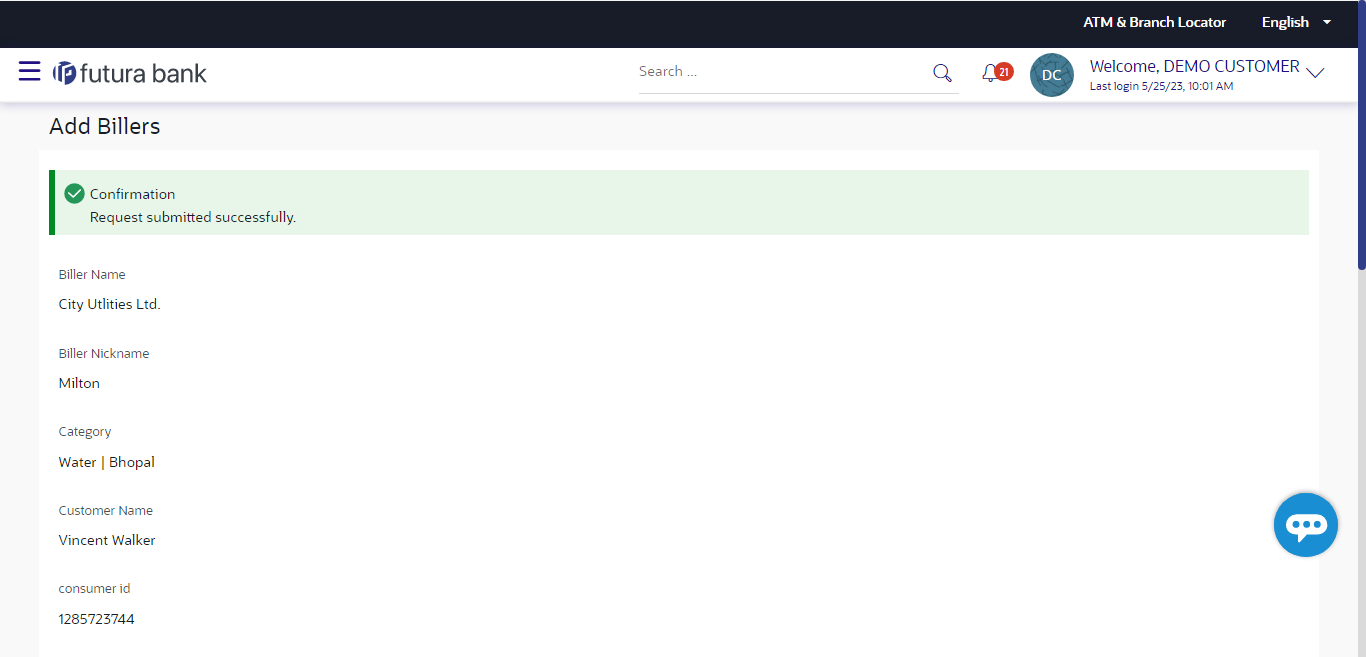 ATM & Branch Locator English
futura bank
Search ...
21
DC
Welcome, DEMO CUSTOMER
Last login 5/25/23, 10:01 AM
Add Billers
Confirmation
Request submitted successfully.
Biller Name
City Utlities Ltd.
Biller Nickname
Milton
Category
Water | Bhopal
Customer Name
Vincent Walker
consumer id
1285723744